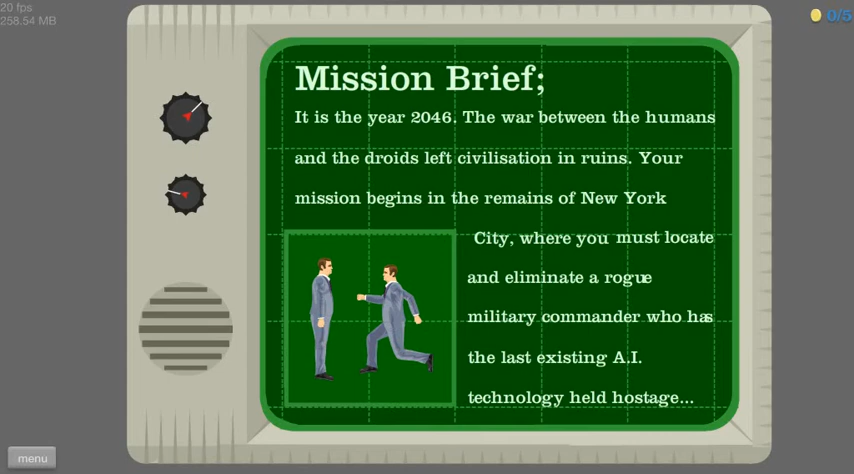 20 fps
258.54 MB
0/5
Mission Brief;
It is the year 2046. The war between the humans
and the droids left civilisation in ruins. Your
mission begins in the remains of New York
City, where you must locate
and eliminate a rogue
military commander who has
the last existing A.I.
technology held hostage...
menu